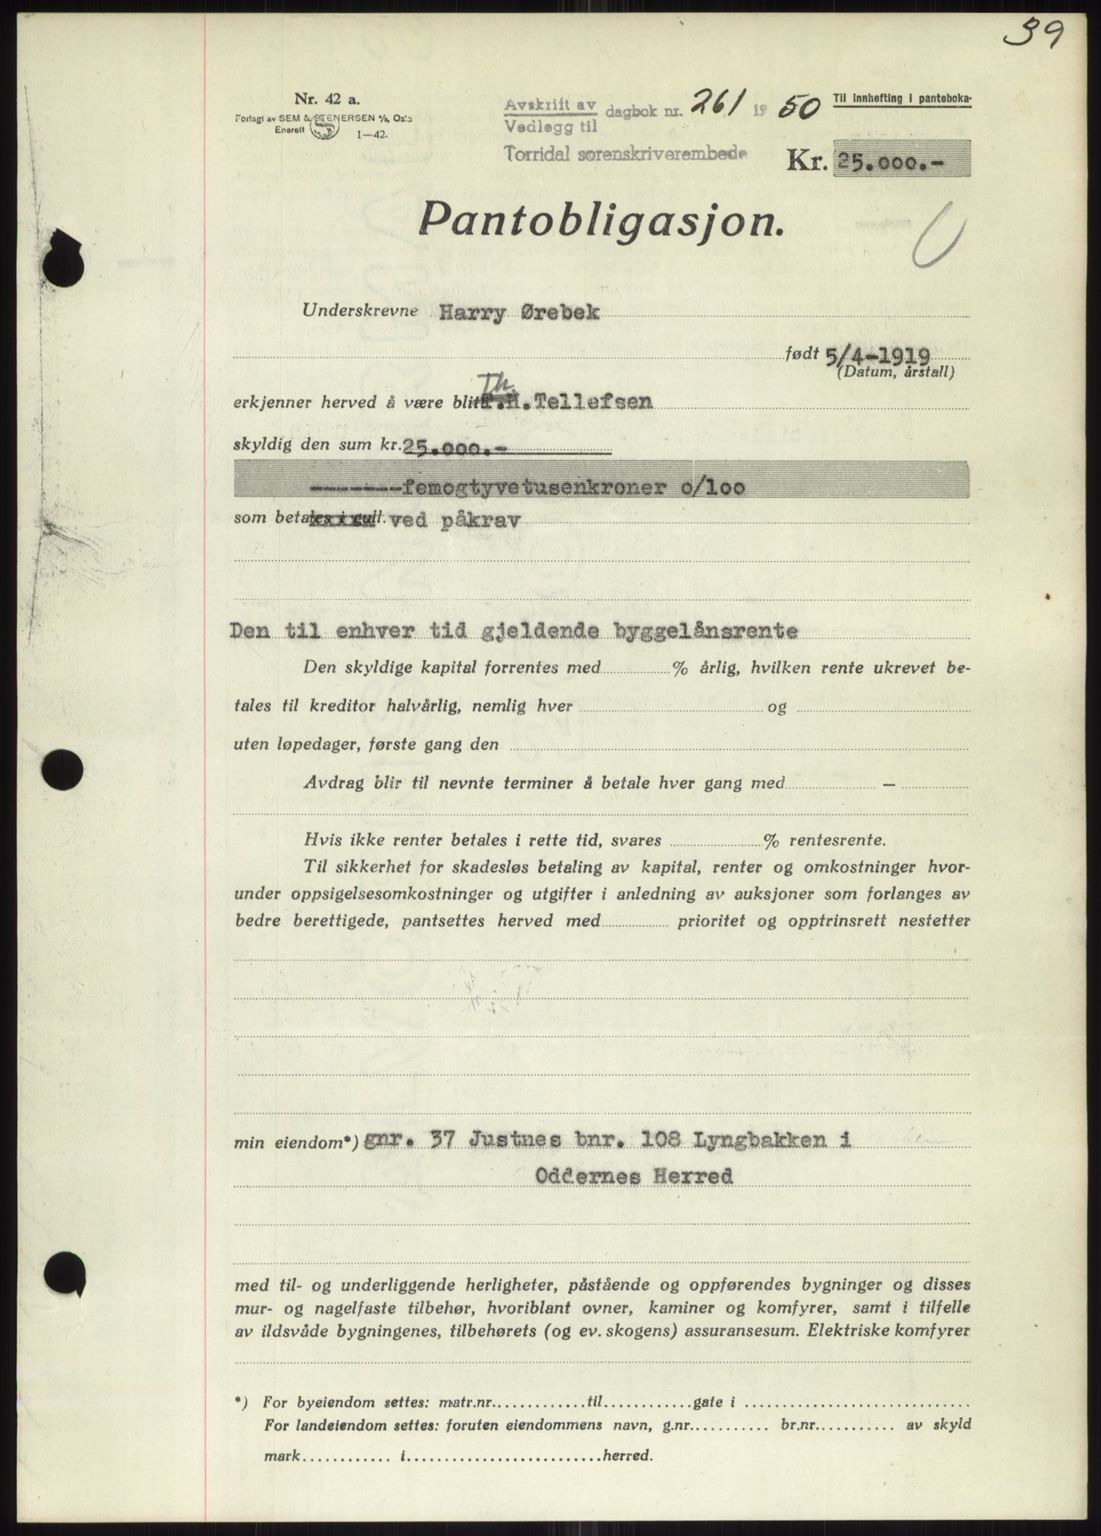 39
Nr. 42 a.
Forlagt av SEM & STENERSEN A/S, Oslo
Enerett 1—42.
Avskrift av
Vedlegg til dagbok nr. 261 19 50
Torridal sorenskriverembede
Til innhefting i panteboka
Kr. 25.000.-
Pantobligasjon.
Underskrevne Harry Ørebek
født 5/4-1919
(Datum, årstall)
erkjenner herved å være blitt Th. H. Tellefsen
skyldig den sum kr. 25.000.-
-------femogtyvetusenkroner 0/100
som betales i gull. ved påkrav
Den til enhver tid gjeldende byggelånsrente
Den skyldige kapital forrentes med ........ % årlig, hvilken rente ukrevet be-
tales til kreditor halvårlig, nemlig hver ........ og ........
uten løpedager, første gang den ........
Avdrag blir til nevnte terminer å betale hver gang med ........ — ........
Hvis ikke renter betales i rette tid, svares ........ % rentesrente.
Til sikkerhet for skadesløs betaling av kapital, renter og omkostninger hvor-
under oppsigelsesomkostninger og utgifter i anledning av auksjoner som forlanges av
bedre berettigede, pantsettes herved med ........ prioritet og opptrinsrett nestetter
min eiendom*) gnr. 37 Justnes bnr. 108 Lyngbakken i
Oddernes Herred
med til- og underliggende herligheter, påstående og oppførendes bygninger og disses
mur- og nagelfaste tilbehør, hvoriblant ovner, kaminer og komfyrer, samt i tilfelle
av ildsvåde bygningenes, tilbehørets (og ev. skogens) assuransesum. Elektriske komfyrer
*) For byeiendom settes: matr.nr. ........ til ........ gate i ........
For landeiendom settes: foruten eiendommens navn, g.nr. ........ br.nr. ........ av skyld
mark ........ i ........ herred.